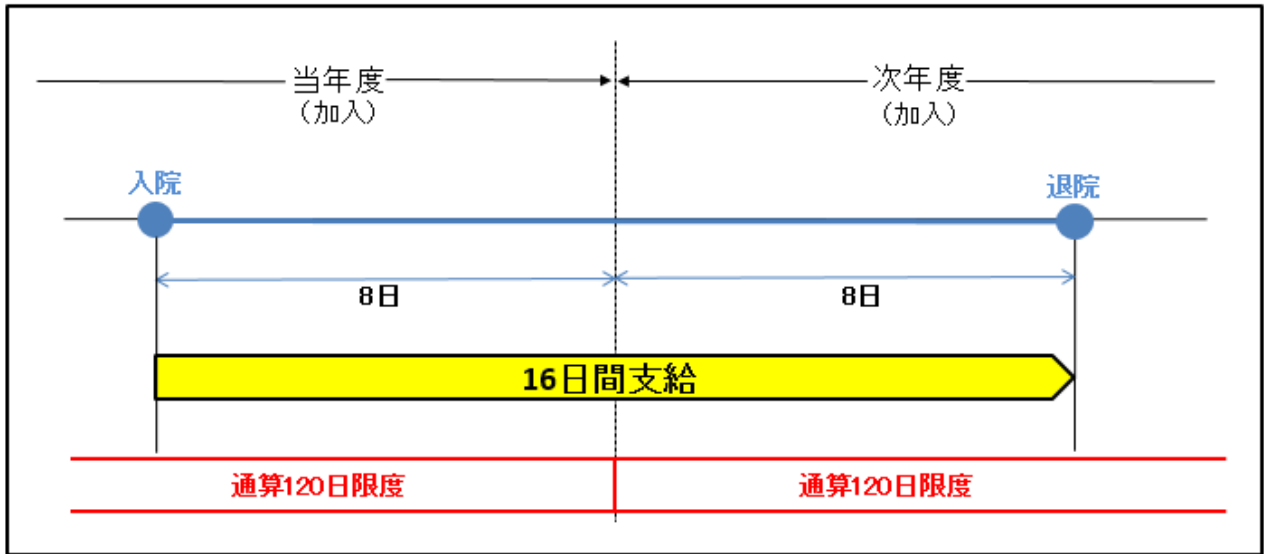 当年度
（加入）
次年度
（加入）
入院
退院
8日
8日
16日間支給
通算120日限度
通算120日限度